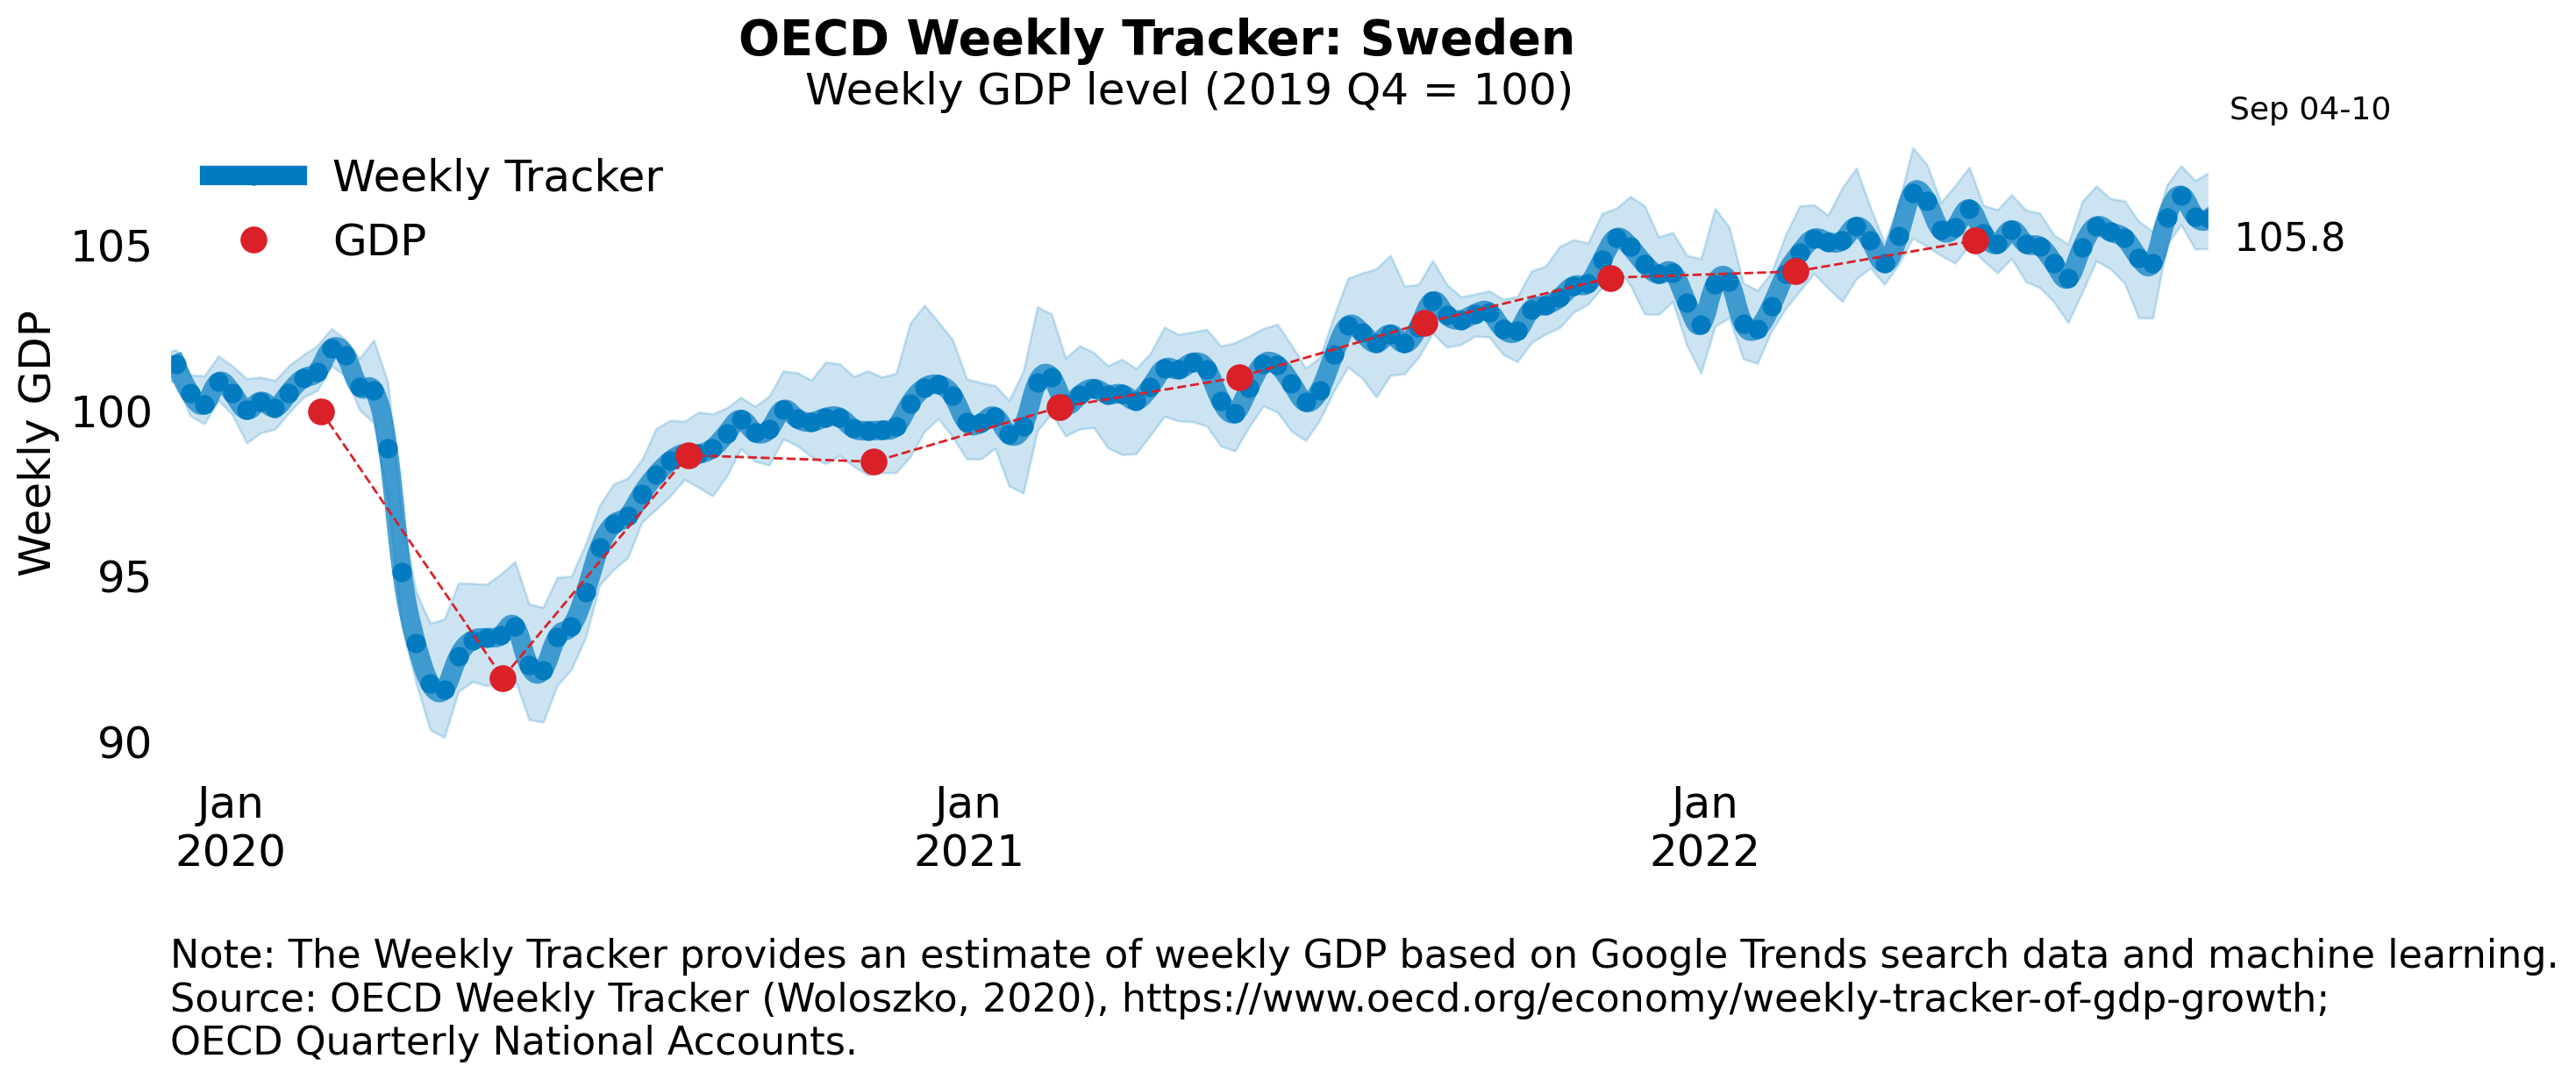 OECD Weekly Tracker: Sweden
Weekly GDP level (2019 Q4 = 100)
Sep 04-10
Weekly Tracker
GDP
105.8
Weekly GDP
105
100
95
90
Jan
2020
Jan
2021
Jan
2022
Note: The Weekly Tracker provides an estimate of weekly GDP based on Google Trends search data and machine learning.
Source: OECD Weekly Tracker (Woloszko, 2020), https://www.oecd.org/economy/weekly-tracker-of-gdp-growth;
OECD Quarterly National Accounts.